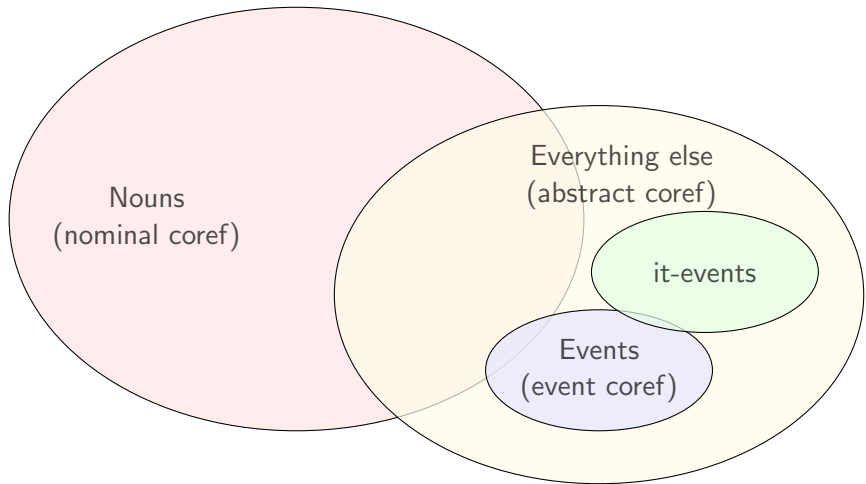 Nouns
(nominal coref)
Everything else
(abstract coref)
it-events
Events
(event coref)